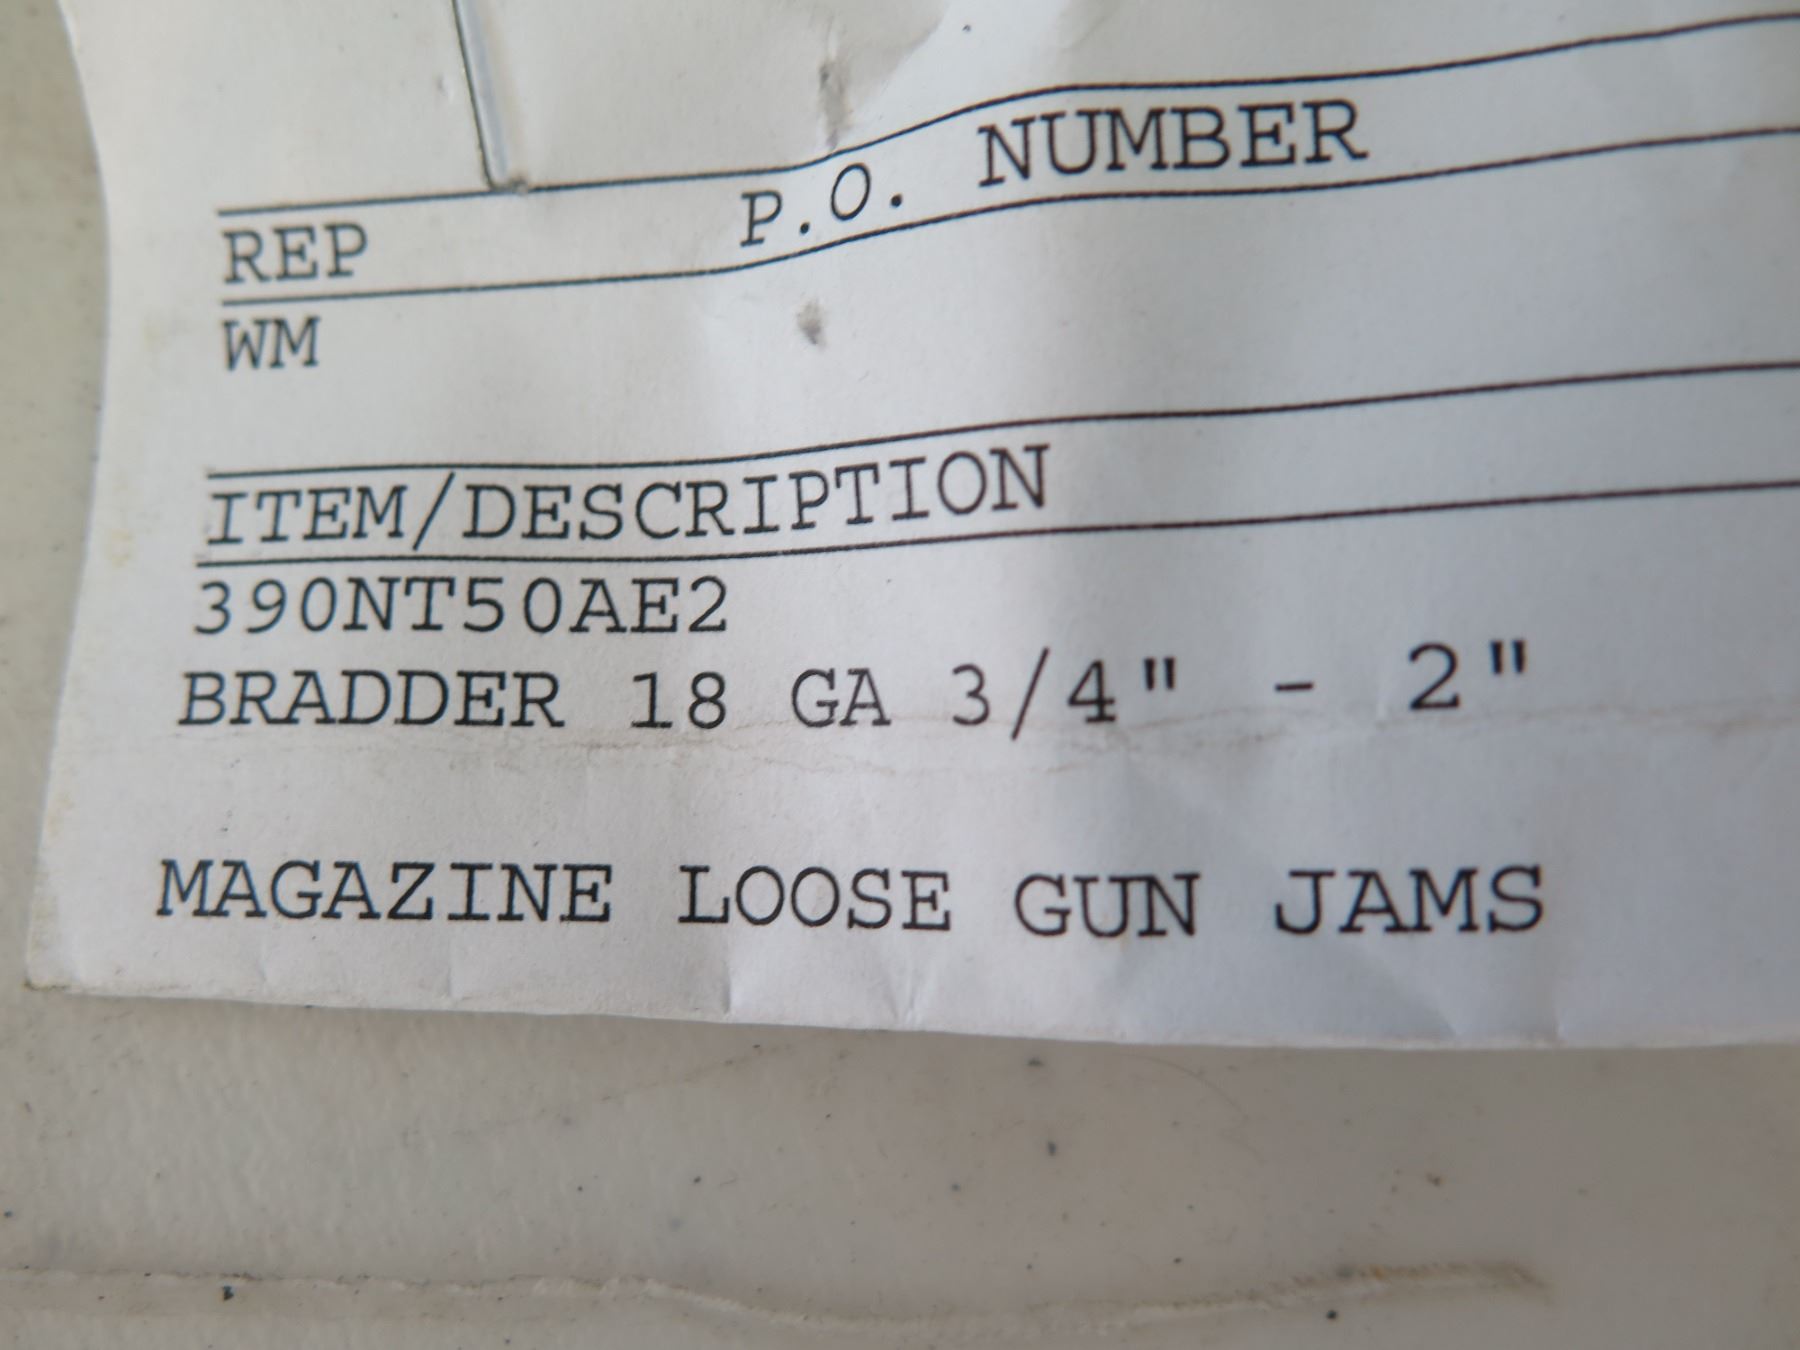 REP P.O. NUMBER
WM
ITEM/DESCRIPTION
390NT50AE2
BRADDER 18 GA 3/4" - 2"
MAGAZINE LOOSE GUN JAMS